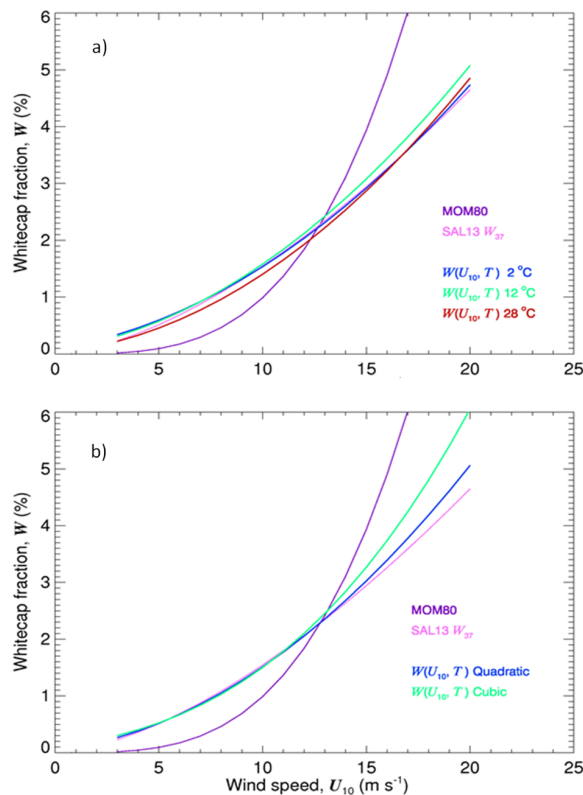 a)
Whitecap fraction, W (%)
6
5
4
3
2
1
0
MOM80
SAL13 W37
W(U10, T) 2 °C
W(U10, T) 12 °C
W(U10, T) 28 °C
0 5 10 15 20 25
b)
Whitecap fraction, W (%)
6
5
4
3
2
1
0
MOM80
SAL13 W37
W(U10, T) Quadratic
W(U10, T) Cubic
0 5 10 15 20 25
Wind speed, U10 (m s-1)